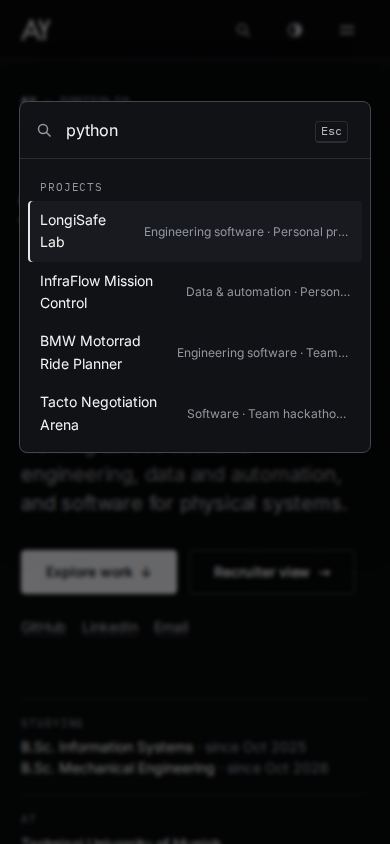 AY
python
Esc
PROJECTS
LongiSafe Lab
Engineering software · Personal pr...
InfraFlow Mission Control
Data & automation · Person...
BMW Motorrad Ride Planner
Engineering software · Team...
Tacto Negotiation Arena
Software · Team hackatho...
engineering, data and automation,
and software for physical systems.
Explore work ↓
Recruiter view →
GitHub LinkedIn Email
STUDYING
B.Sc. Information Systems · since Oct 2025
B.Sc. Mechanical Engineering · since Oct 2026
AT
Technical University of Munich